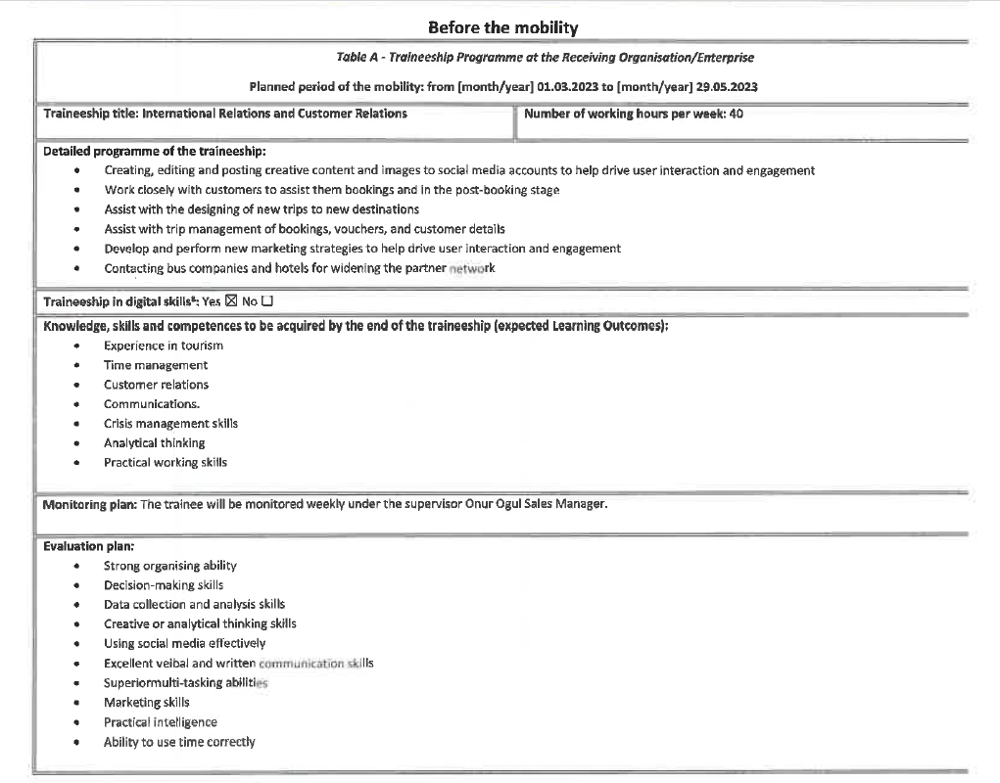 Before the mobility
Table A - Traineeship Programme at the Receiving Organisation/Enterprise
Planned period of the mobility: from [month/year] 01.03.2023 to [month/year] 29.05.2023
Traineeship title: International Relations and Customer Relations
Number of working hours per week: 40
Detailed programme of the traineeship:
• Creating, editing and posting creative content and images to social media accounts to help drive user interaction and engagement
• Work closely with customers to assist them bookings and in the post-booking stage
• Assist with the designing of new trips to new destinations
• Assist with trip management of bookings, vouchers, and customer details
• Develop and perform new marketing strategies to help drive user interaction and engagement
• Contacting bus companies and hotels for widening the partner network
Traineeship in digital skills: Yes ☒ No ☐
Knowledge, skills and competences to be acquired by the end of the traineeship (expected Learning Outcomes):
• Experience in tourism
• Time management
• Customer relations
• Communications.
• Crisis management skills
• Analytical thinking
• Practical working skills
Monitoring plan: The trainee will be monitored weekly under the supervisor Onur Ogul Sales Manager.
Evaluation plan:
• Strong organising ability
• Decision-making skills
• Data collection and analysis skills
• Creative or analytical thinking skills
• Using social media effectively
• Excellent veibal and written communication skills
• Superiormulti-tasking abilities
• Marketing skills
• Practical intelligence
• Ability to use time correctly